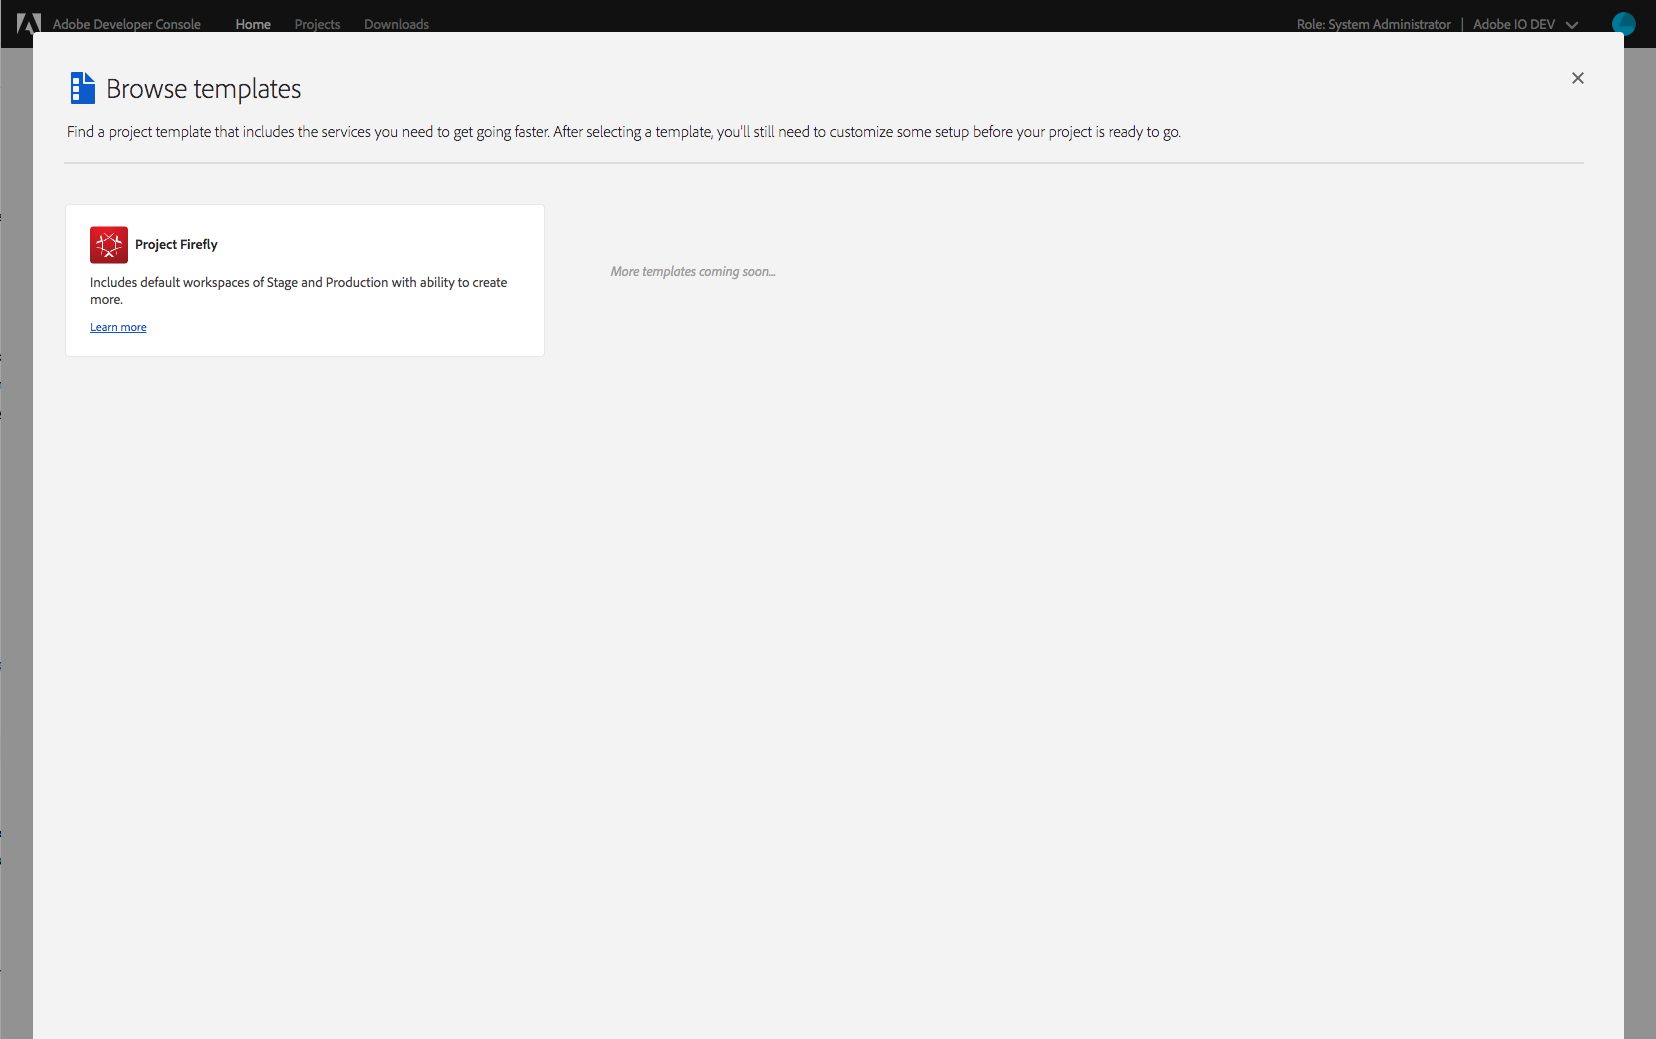 Adobe Developer Console Home Projects Downloads Role: System Administrator | Adobe IO DEV
Browse templates
Find a project template that includes the services you need to get going faster. After selecting a template, you'll still need to customize some setup before your project is ready to go.
Project Firefly
Includes default workspaces of Stage and Production with ability to create
more.
Learn more
More templates coming soon...